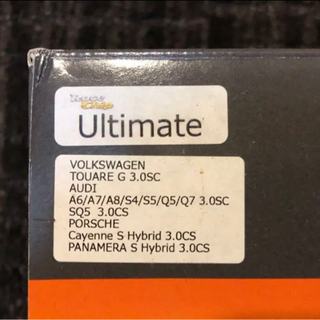 Ultimate
VOLKSWAGEN
TOUARE G 3.0SC
AUDI
A6/A7/A8/S4/S5/Q5/Q7 3.0SC
SQ5 3.0CS
PORSCHE
Cayenne S Hybrid 3.0CS
PANAMERA S Hybrid 3.0CS